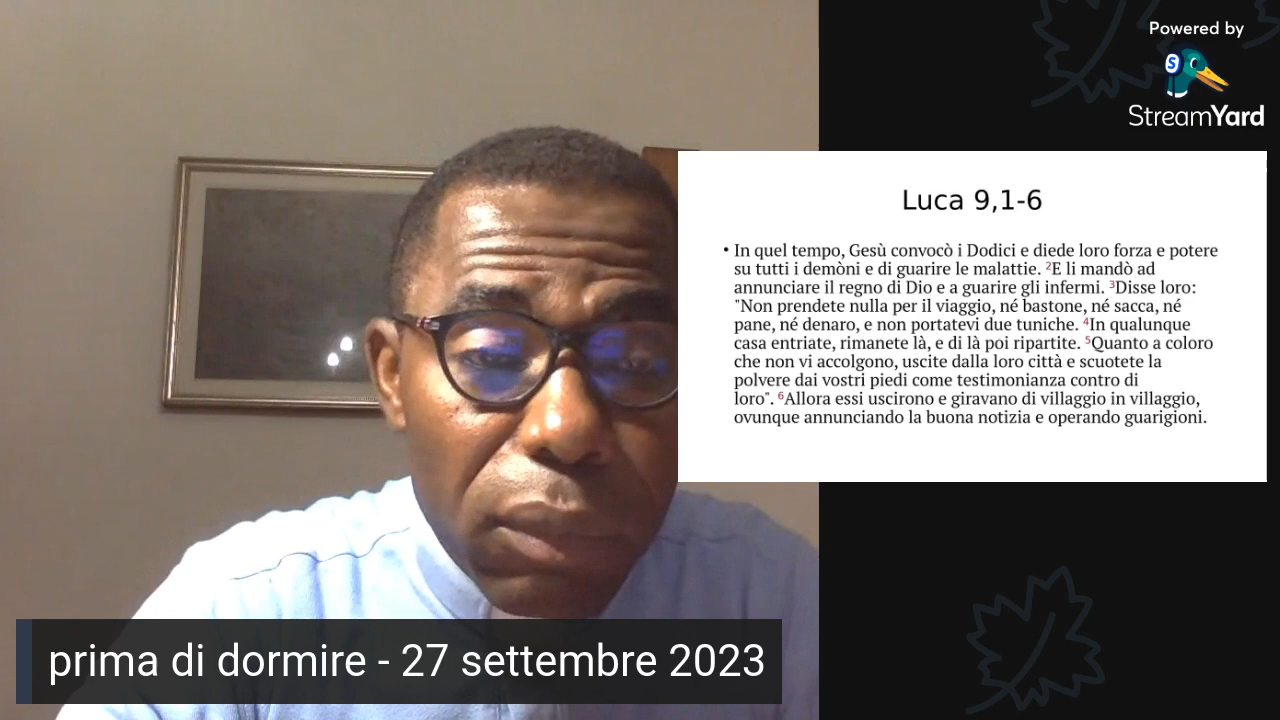 Powered by
StreamYard
Luca 9,1-6
• In quel tempo, Gesù convocò i Dodici e diede loro forza e potere
su tutti i demòni e di guarire le malattie. ²E li mandò ad
annunciare il regno di Dio e a guarire gli infermi. ³Disse loro:
"Non prendete nulla per il viaggio, né bastone, né sacca, né
pane, né denaro, e non portatevi due tuniche. ⁴In qualunque
casa entriate, rimanete là, e di là poi ripartite. ⁵Quanto a coloro
che non vi accolgono, uscite dalla loro città e scuotete la
polvere dai vostri piedi come testimonianza contro di
loro". ⁶Allora essi uscirono e giravano di villaggio in villaggio,
ovunque annunciando la buona notizia e operando guarigioni.
prima di dormire - 27 settembre 2023